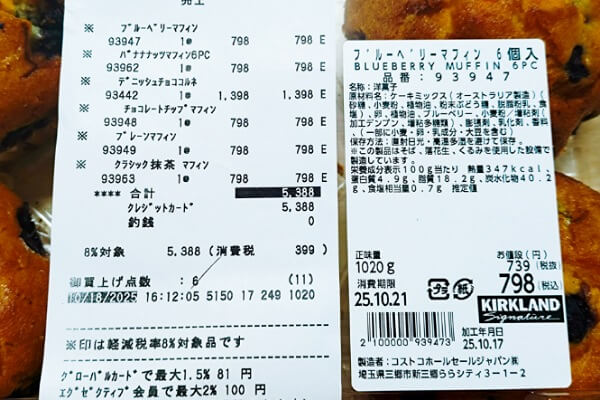 ※ ﾌﾞﾙｰﾍﾞﾘｰﾏﾌｨﾝ
93947 1@ 798 798 E
※ ﾊﾞﾅﾅﾅｯﾂﾏﾌｨﾝ6PC
93962 1@ 798 798 E
※ ﾃﾞﾆｯｼｭﾁｮｺｺﾙﾈ
93442 1@ 1,398 1,398 E
※ ﾁｮｺﾚｰﾄﾁｯﾌﾟﾏﾌｨﾝ
93948 1@ 798 798 E
※ ﾌﾟﾚｰﾝﾏﾌｨﾝ
93949 1@ 798 798 E
※ ｸﾗｼｯｸ抹茶 ﾏﾌｨﾝ
93963 1@ 798 798 E
**** 合計 5,388
ｸﾚｼﾞｯﾄｶｰﾄﾞ 5,388
釣銭 0
8%対象 5,388 (消費税 399 )
御買上げ点数 : 6 (11)
10/18/2025 16:12:05 5150 17 249 1020
※印は軽減税率8%対象品です
ｸﾞﾛｰﾊﾞﾙｶｰﾄﾞで最大1.5% 81 円
ｴｸﾞｾﾞｸﾃｨﾌﾞ会員で最大2% 100 円
ﾌﾞﾙｰﾍﾞﾘｰﾏﾌｨﾝ 6個入
BLUEBERRY MUFFIN 6PC
品番：93947
名称：洋菓子
原材料名：ケーキミックス（オーストラリア製造）（
砂糖、小麦粉、植物油、粉末ぶどう糖、脱脂粉乳、食
塩）、卵、植物油、ブルーベリー、小麦粉／増粘剤（
加工デンプン、増粘多糖類）、膨張剤、乳化剤、香料
、（一部に小麦・卵・乳成分・大豆を含む）
保存方法：直射日光・高温多湿を避けて保存。
※この製品はそば、落花生、くるみを使用した設備で
製造しています。
栄養成分表示100g当たり 熱量347kcal、
蛋白質4.9g、脂質18.2g、炭水化物40.2
g、食塩相当量0.7g 推定値
正味量 お値段（円）
1020g 739（税抜）
消費期限 798（税込）
25.10.21 プラ 紙
KIRKLAND
Signature
2100000939473
加工年月日
25.10.17
製造者：コストコホールセールジャパン㈱
埼玉県三郷市新三郷ららシティ3－1－2